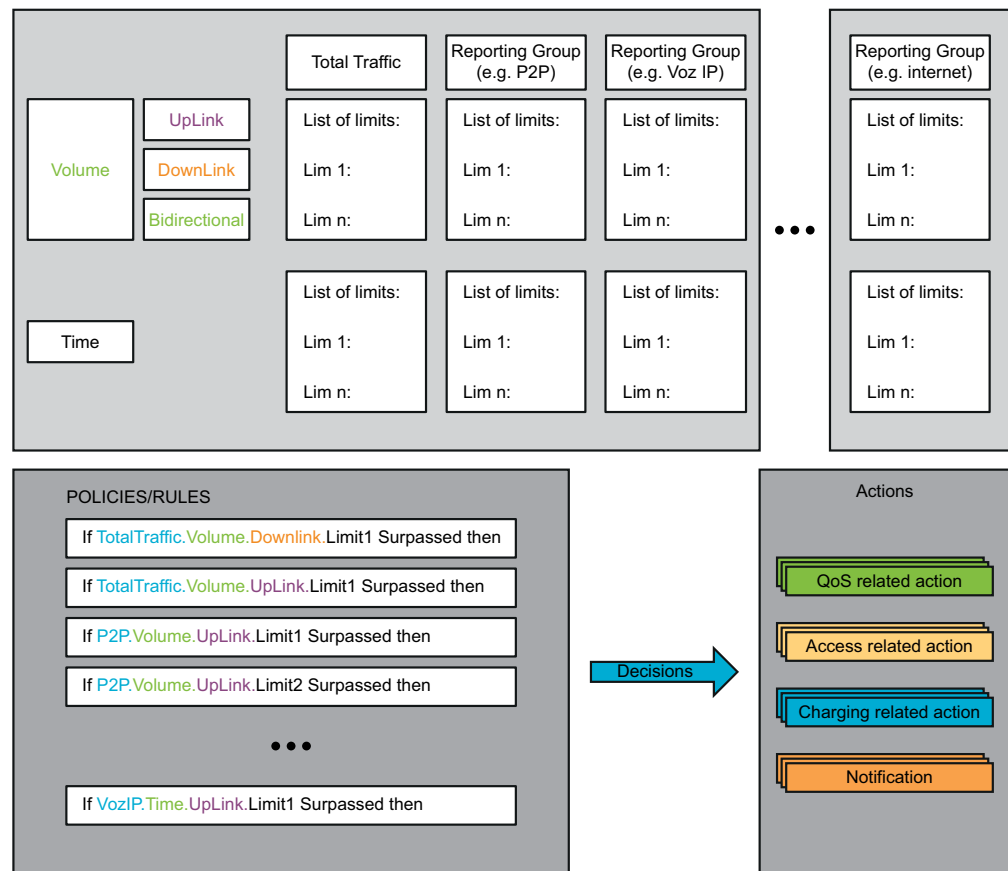 Total Traffic
Reporting Group
(e.g. P2P)
Reporting Group
(e.g. Voz IP)
Reporting Group
(e.g. internet)
Volume
UpLink
DownLink
Bidirectional
List of limits:
Lim 1:
Lim n:
List of limits:
Lim 1:
Lim n:
List of limits:
Lim 1:
Lim n:
•••
List of limits:
Lim 1:
Lim n:
Time
List of limits:
Lim 1:
Lim n:
List of limits:
Lim 1:
Lim n:
List of limits:
Lim 1:
Lim n:
List of limits:
Lim 1:
Lim n:
POLICIES/RULES
If TotalTraffic.Volume.Downlink.Limit1 Surpassed then
If TotalTraffic.Volume.UpLink.Limit1 Surpassed then
If P2P.Volume.UpLink.Limit1 Surpassed then
If P2P.Volume.UpLink.Limit2 Surpassed then
•••
If VozIP.Time.UpLink.Limit1 Surpassed then
Decisions
Actions
QoS related action
Access related action
Charging related action
Notification